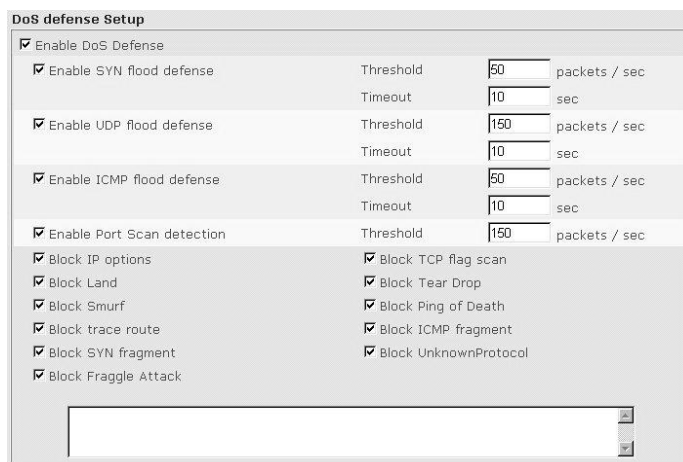 DoS defense Setup
Enable DoS Defense
Enable SYN flood defense Threshold 50 packets / sec
Timeout 10 sec
Enable UDP flood defense Threshold 150 packets / sec
Timeout 10 sec
Enable ICMP flood defense Threshold 50 packets / sec
Timeout 10 sec
Enable Port Scan detection Threshold 150 packets / sec
Block IP options Block TCP flag scan
Block Land Block Tear Drop
Block Smurf Block Ping of Death
Block trace route Block ICMP fragment
Block SYN fragment Block UnknownProtocol
Block Fraggle Attack